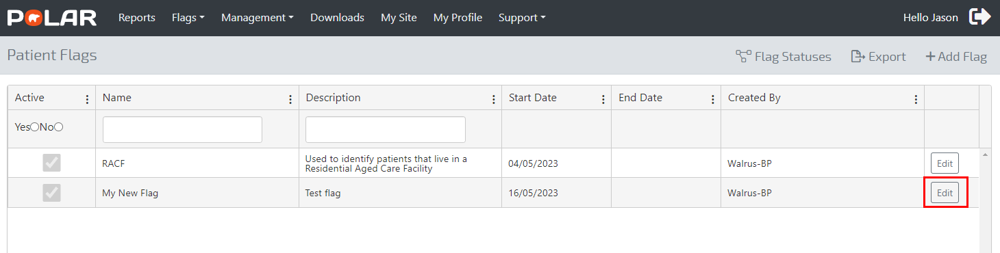 POLAR Reports Flags Management Downloads My Site My Profile Support Hello Jason
Patient Flags Flag Statuses Export + Add Flag
Active Name Description Start Date End Date Created By
Yes No
RACF Used to identify patients that live in a 04/05/2023 Walrus-BP Edit
Residential Aged Care Facility
My New Flag Test flag 16/05/2023 Walrus-BP Edit